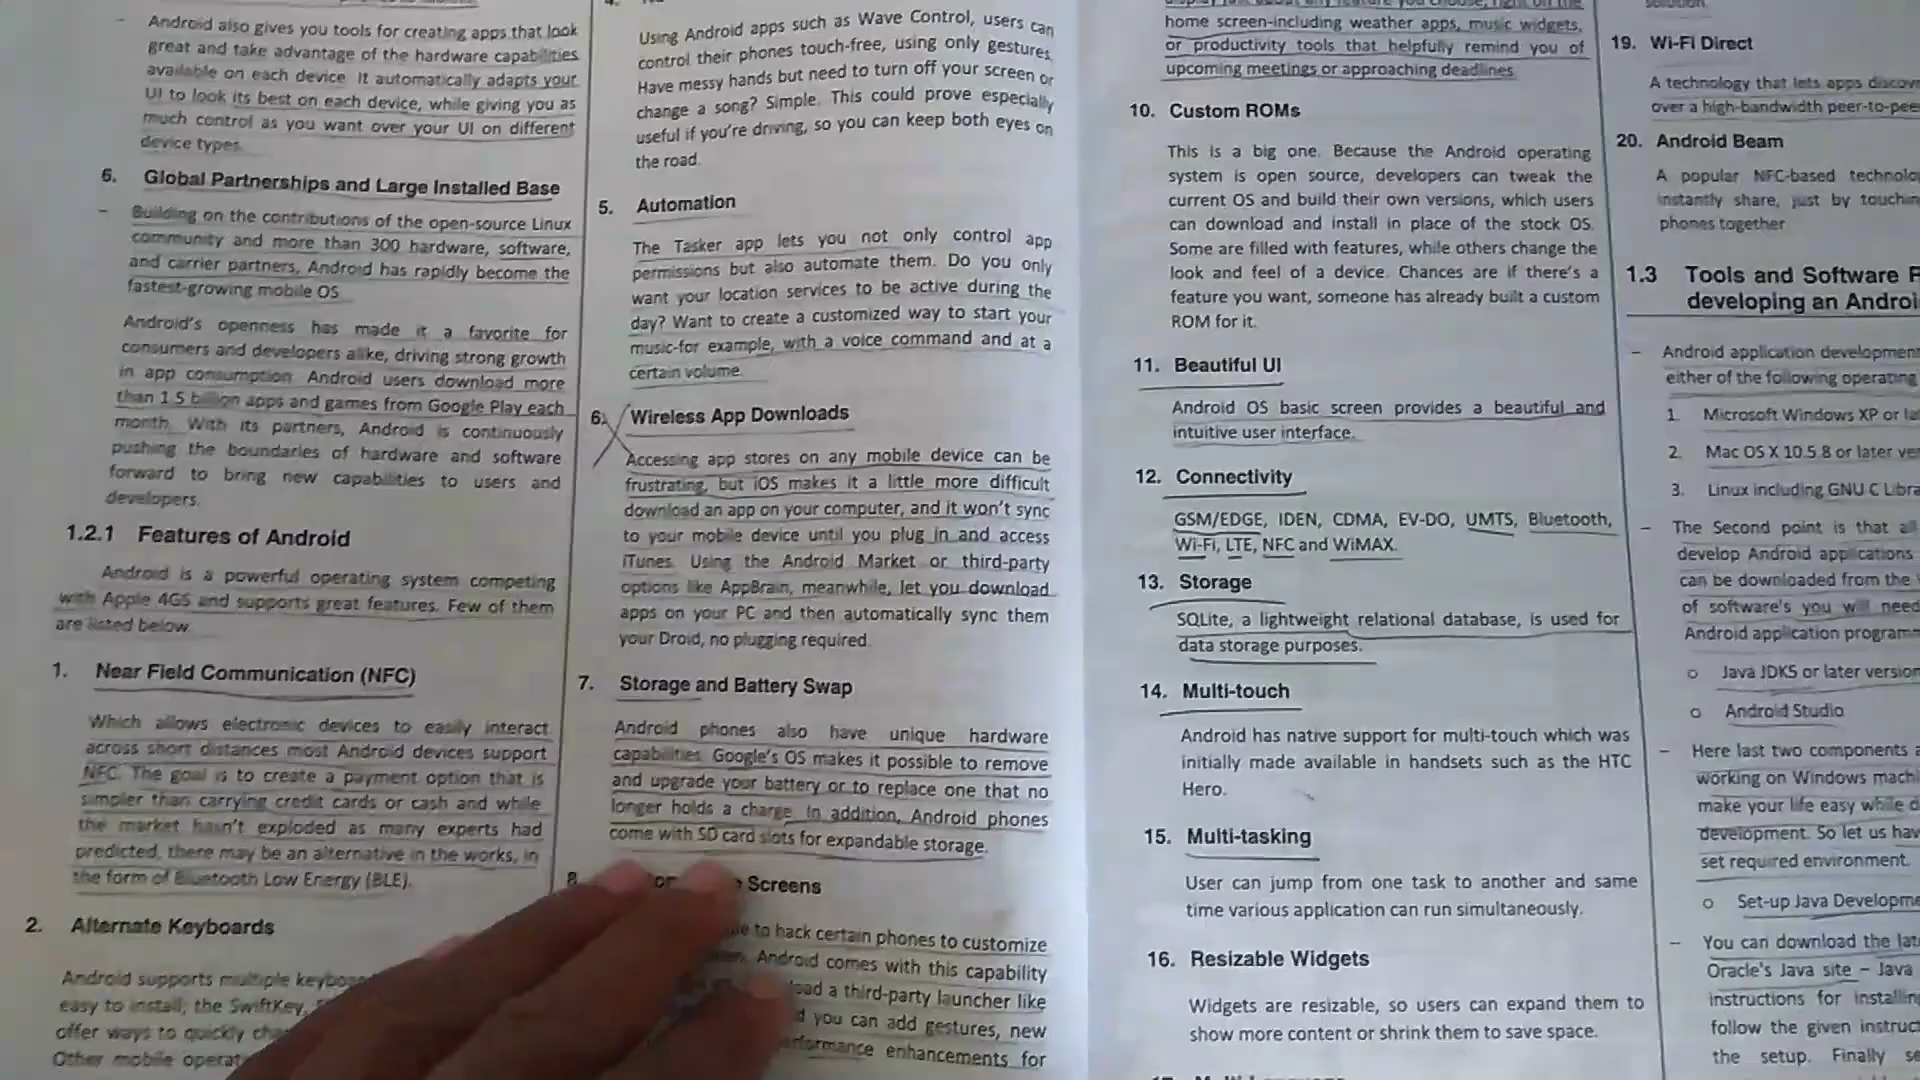 Android also gives you tools for creating apps that look
great and take advantage of the hardware capabilities
available on each device. It automatically adapts your
UI to look its best on each device, while giving you as
much control as you want over your UI on different
device types.
6. Global Partnerships and Large Installed Base
– Building on the contributions of the open-source Linux
community and more than 300 hardware, software,
and carrier partners, Android has rapidly become the
fastest-growing mobile OS
Android's openness has made it a favorite for
consumers and developers alike, driving strong growth
in app consumption Android users download more
than 1 5 billion apps and games from Google Play each
month. With its partners, Android is continuously
pushing the boundaries of hardware and software
forward to bring new capabilities to users and
developers.
1.2.1 Features of Android
Android is a powerful operating system competing
with Apple 4GS and supports great features. Few of them
are listed below
1. Near Field Communication (NFC)
Which allows electronic devices to easily interact
across short distances most Android devices support
NFC. The goal is to create a payment option that is
simpler than carrying credit cards or cash and while
the market hasn't exploded as many experts had
predicted, there may be an alternative in the works, in
the form of Bluetooth Low Energy (BLE).
2. Alternate Keyboards
Android supports multiple
easy to install; the SwiftKey,
offer ways to quickly
Other mobile
Using Android apps such as Wave Control, users can
control their phones touch-free, using only gestures
Have messy hands but need to turn off your screen or
change a song? Simple. This could prove especially
useful if you're driving, so you can keep both eyes on
the road.
5. Automation
The Tasker app lets you not only control app
permissions but also automate them. Do you only
want your location services to be active during the
day? Want to create a customized way to start your
music-for example, with a voice command and at a
certain volume.
6. Wireless App Downloads
Accessing app stores on any mobile device can be
frustrating, but iOS makes it a little more difficult
download an app on your computer, and it won't sync
to your mobile device until you plug in and access
iTunes. Using the Android Market or third-party
options like AppBrain, meanwhile, let you download
apps on your PC and then automatically sync them
your Droid, no plugging required.
7. Storage and Battery Swap
Android phones also have unique hardware
capabilities. Google's OS makes it possible to remove
and upgrade your battery or to replace one that no
longer holds a charge. In addition, Android phones
come with SD card slots for expandable storage.
8 Screens
to hack certain phones to customize
Android comes with this capability
a third-party launcher like
you can add gestures, new
enhancements for
home screen-including weather apps, music widgets,
or productivity tools that helpfully remind you of
upcoming meetings or approaching deadlines
10. Custom ROMs
This is a big one. Because the Android operating
system is open source, developers can tweak the
current OS and build their own versions, which users
can download and install in place of the stock OS.
Some are filled with features, while others change the
look and feel of a device. Chances are if there's a
feature you want, someone has already built a custom
ROM for it.
11. Beautiful UI
Android OS basic screen provides a beautiful and
intuitive user interface.
12. Connectivity
GSM/EDGE, IDEN, CDMA, EV-DO, UMTS, Bluetooth,
Wi-Fi, LTE, NFC and WiMAX.
13. Storage
SQLite, a lightweight relational database, is used for
data storage purposes.
14. Multi-touch
Android has native support for multi-touch which was
initially made available in handsets such as the HTC
Hero.
15. Multi-tasking
User can jump from one task to another and same
time various application can run simultaneously.
16. Resizable Widgets
Widgets are resizable, so users can expand them to
show more content or shrink them to save space.
19. Wi-Fi Direct
A technology that lets apps
over a high-bandwidth
20. Android Beam
A popular NFC-based
instantly share, just by
phones together
1.3 Tools and Software
developing an
– Android application development
either of the following operating
1. Microsoft Windows XP or
2. Mac OS X 10.5 8 or later
3. Linux including GNU C
– The Second point is that all
develop Android applications
can be downloaded from the
of software's you will need
Android application
o Java JDK5 or later version
o Android Studio
– Here last two components
working on Windows
make your life easy while
development. So let us
set required environment.
o Set-up Java
– You can download the
Oracle's Java site – Java
instructions for
follow the given
the setup. Finally